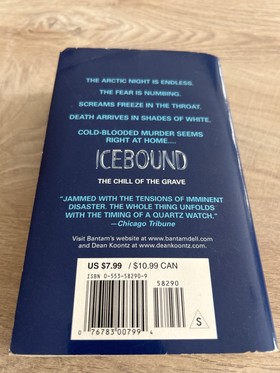 THE ARCTIC NIGHT IS ENDLESS.
THE FEAR IS NUMBING.
SCREAMS FREEZE IN THE THROAT.
DEATH ARRIVES IN SHADES OF WHITE.
COLD-BLOODED MURDER SEEMS
RIGHT AT HOME....
ICEBOUND
THE CHILL OF THE GRAVE
“JAMMED WITH THE TENSIONS OF IMMINENT
DISASTER. THE WHOLE THING UNFOLDS
WITH THE TIMING OF A QUARTZ WATCH.”
—Chicago Tribune
Visit Bantam's website at www.bantamdell.com
and Dean Koontz at www.deankoontz.com.
US $7.99 / $10.99 CAN
ISBN 0-553-58290-9
58290
0 76783 00799 4
S